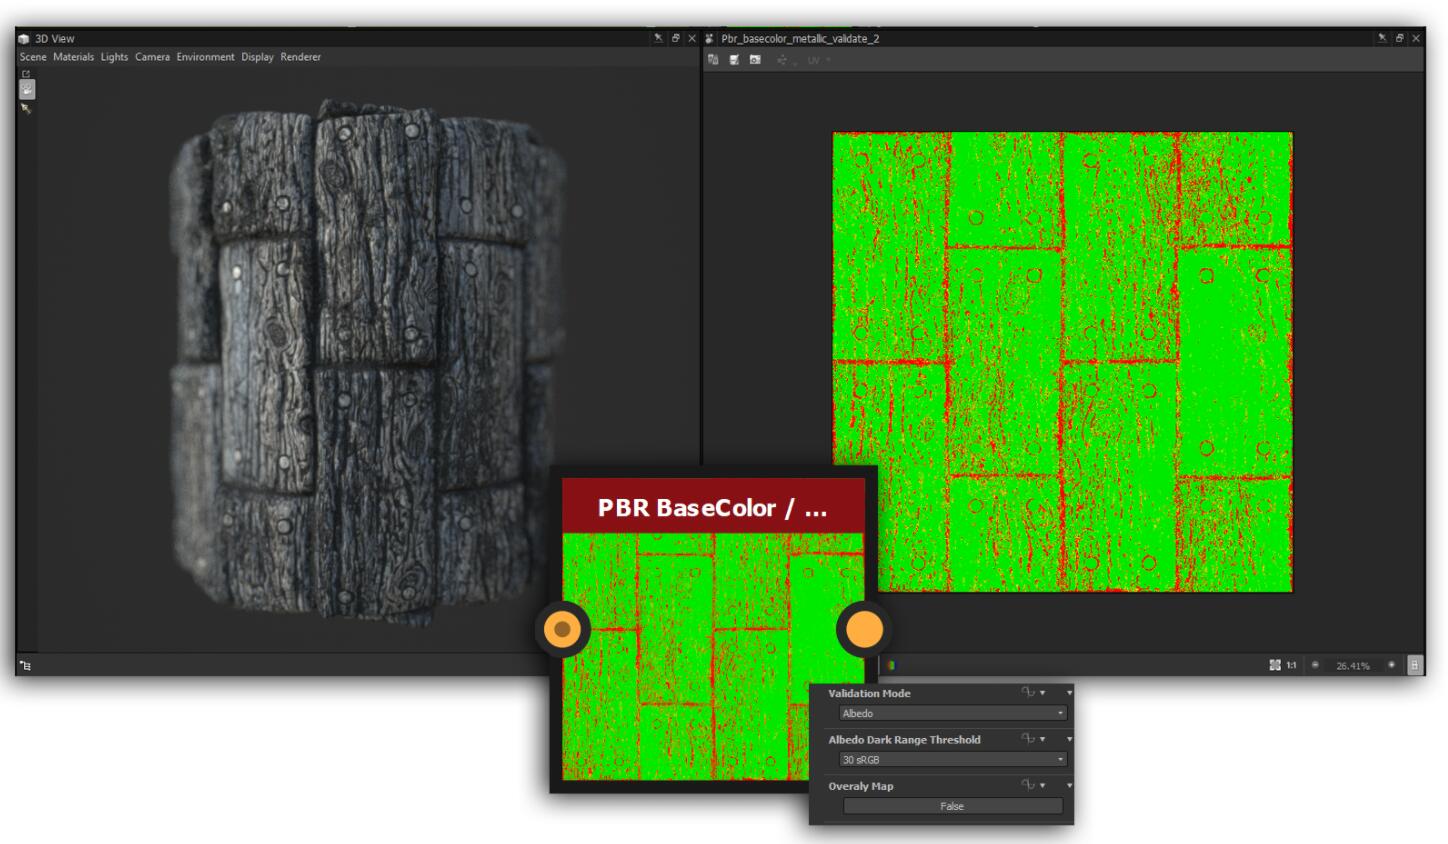 3D View
Scene Materials Lights Camera Environment Display Renderer
Pbr_basecolor_metallic_validate_2
UV
PBR BaseColor / ...
1:1
26.41%
Validation Mode
Albedo
Albedo Dark Range Threshold
30 sRGB
Overaly Map
False